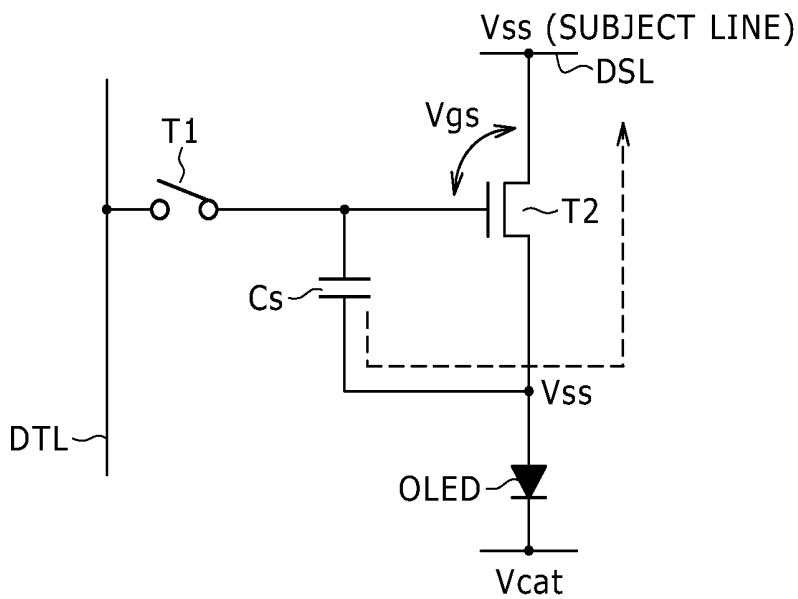 Vss (SUBJECT LINE)
DSL
Vgs
T1
T2
Cs
Vss
DTL
OLED
Vcat